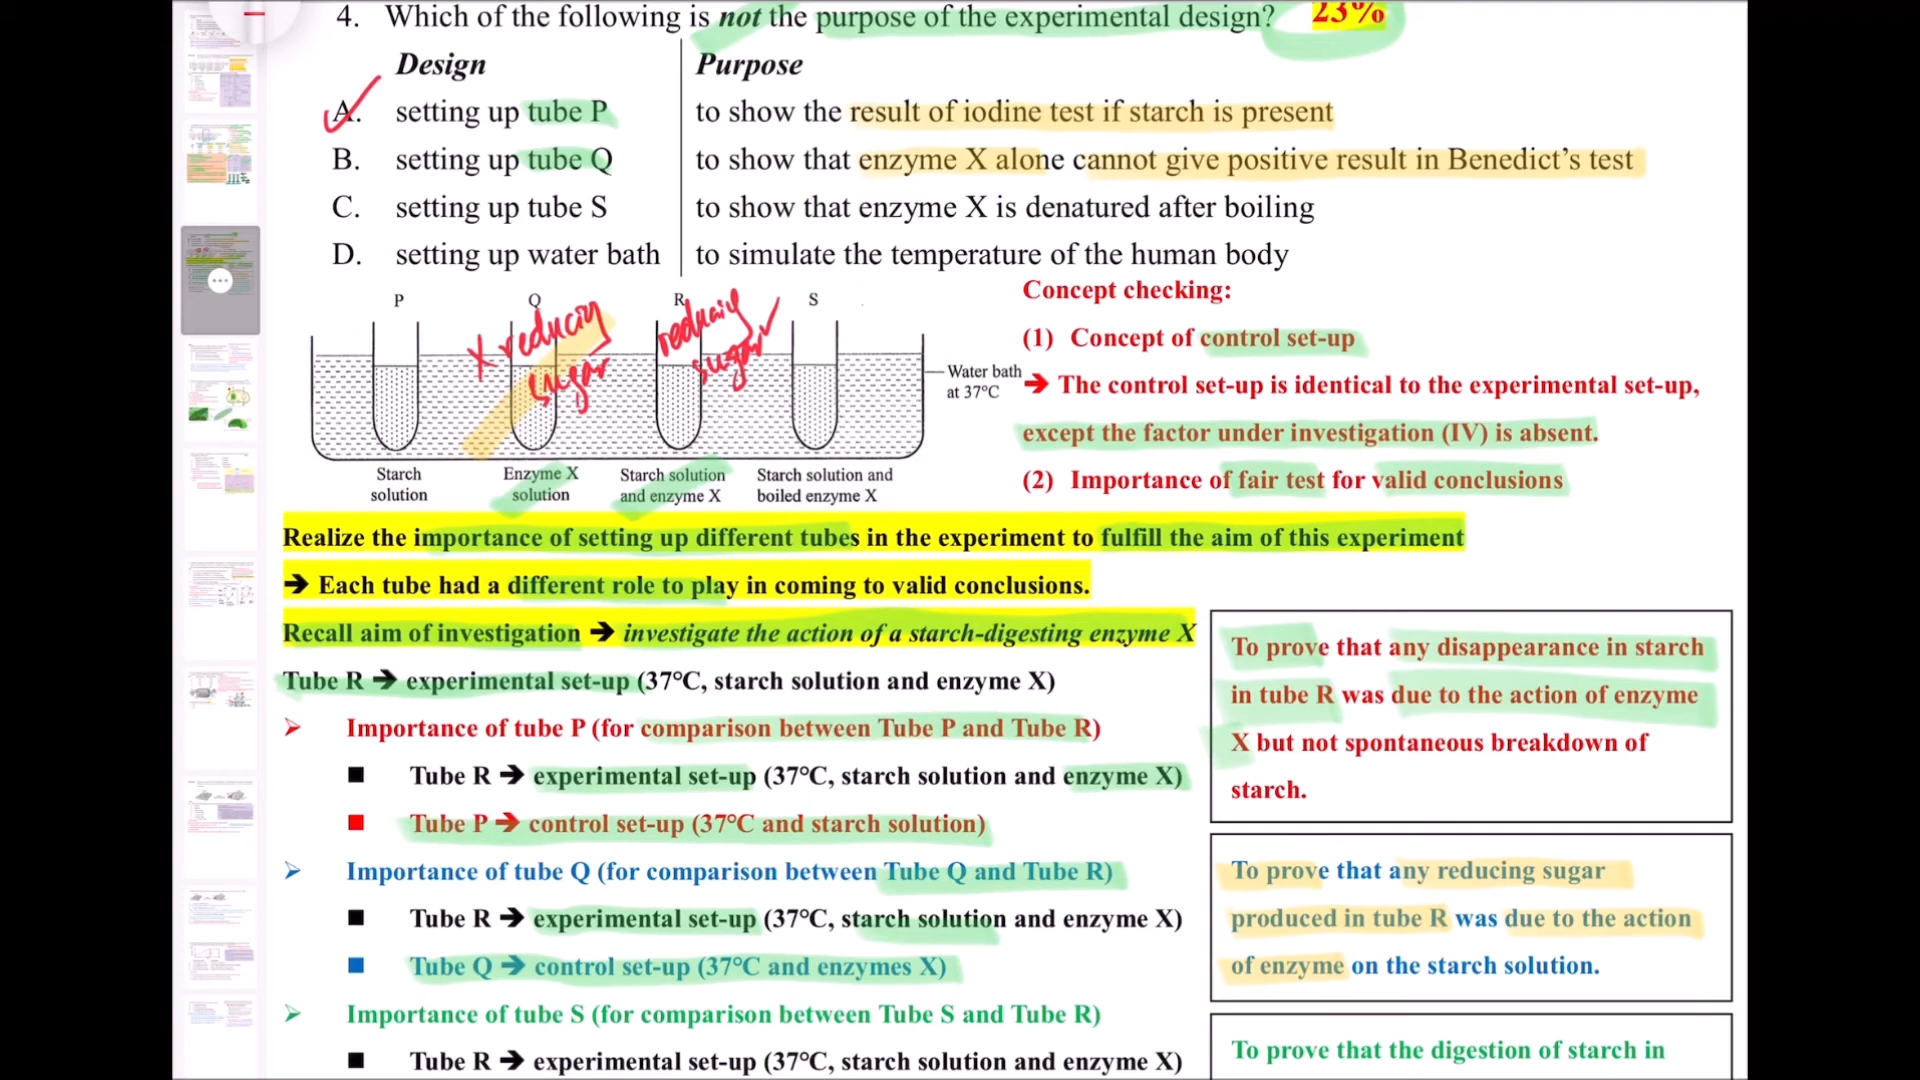 4. Which of the following is not the purpose of the experimental design? 23%
Design Purpose
A. setting up tube P to show the result of iodine test if starch is present
B. setting up tube Q to show that enzyme X alone cannot give positive result in Benedict's test
C. setting up tube S to show that enzyme X is denatured after boiling
D. setting up water bath to simulate the temperature of the human body
P Q R S
X reducing sugar
reducing sugar ✓
Water bath
at 37°C
Starch
solution
Enzyme X
solution
Starch solution
and enzyme X
Starch solution and
boiled enzyme X
Concept checking:
(1) Concept of control set-up
➔ The control set-up is identical to the experimental set-up,
except the factor under investigation (IV) is absent.
(2) Importance of fair test for valid conclusions
Realize the importance of setting up different tubes in the experiment to fulfill the aim of this experiment
➔ Each tube had a different role to play in coming to valid conclusions.
Recall aim of investigation ➔ investigate the action of a starch-digesting enzyme X
Tube R ➔ experimental set-up (37°C, starch solution and enzyme X)
➢ Importance of tube P (for comparison between Tube P and Tube R)
■ Tube R ➔ experimental set-up (37°C, starch solution and enzyme X)
■ Tube P ➔ control set-up (37°C and starch solution)
➢ Importance of tube Q (for comparison between Tube Q and Tube R)
■ Tube R ➔ experimental set-up (37°C, starch solution and enzyme X)
■ Tube Q ➔ control set-up (37°C and enzymes X)
➢ Importance of tube S (for comparison between Tube S and Tube R)
■ Tube R ➔ experimental set-up (37°C, starch solution and enzyme X)
To prove that any disappearance in starch
in tube R was due to the action of enzyme
X but not spontaneous breakdown of
starch.
To prove that any reducing sugar
produced in tube R was due to the action
of enzyme on the starch solution.
To prove that the digestion of starch in